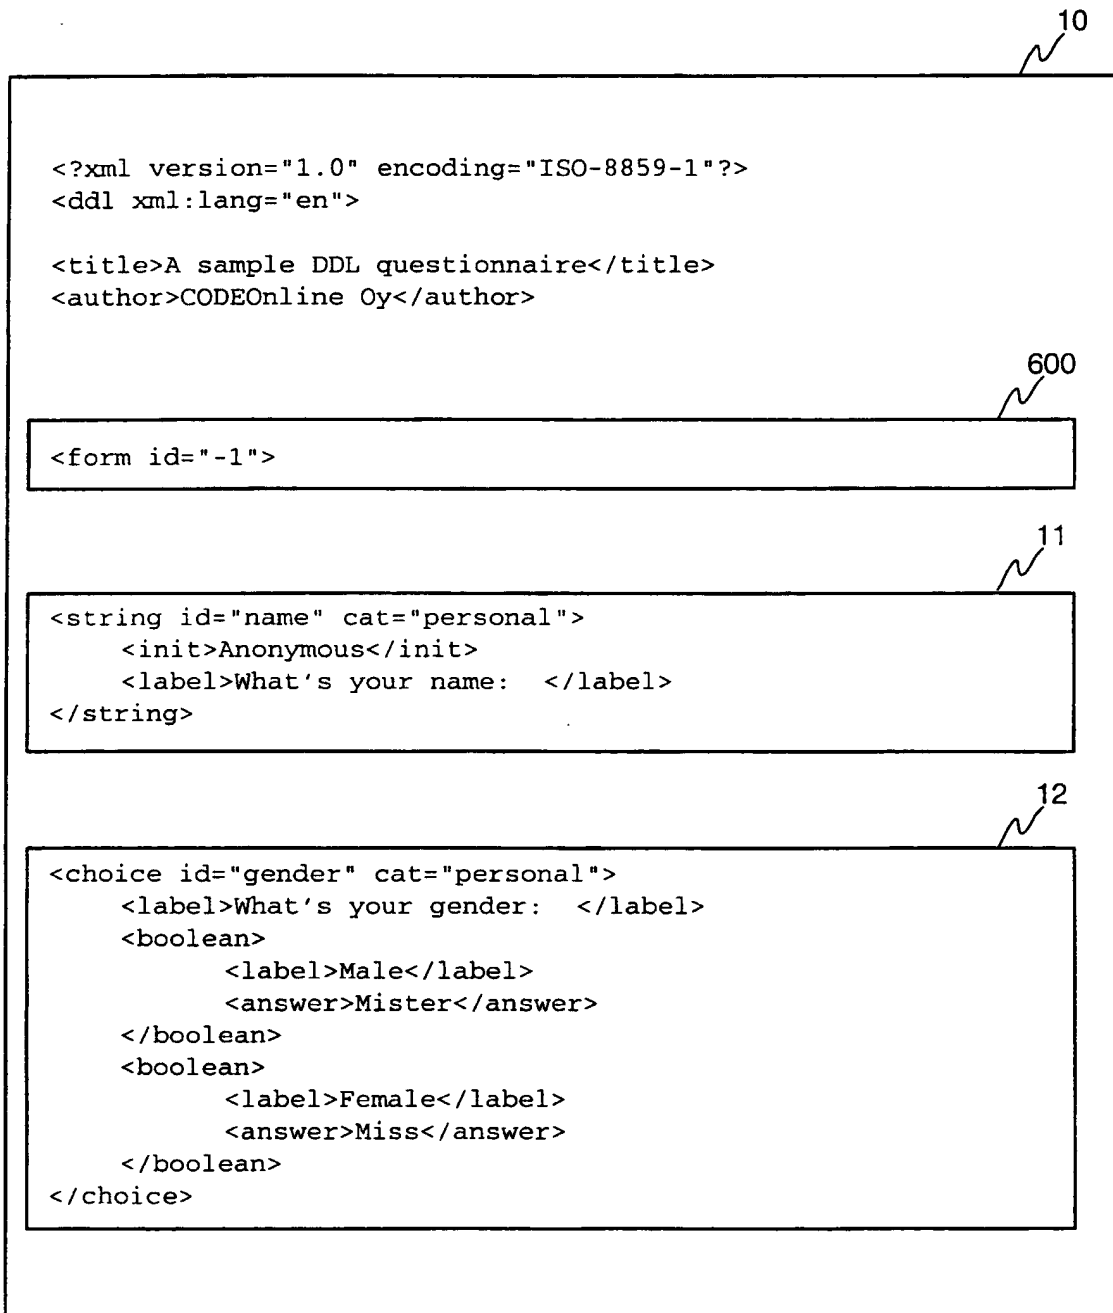 10
<?xml version="1.0" encoding="ISO-8859-1"?>
<ddl xml:lang="en">
<title>A sample DDL questionnaire</title>
<author>CODEOnline Oy</author>
600
<form id="-1">
11
<string id="name" cat="personal">
<init>Anonymous</init>
<label>What's your name:  </label>
</string>
12
<choice id="gender" cat="personal">
<label>What's your gender:  </label>
<boolean>
<label>Male</label>
<answer>Mister</answer>
</boolean>
<boolean>
<label>Female</label>
<answer>Miss</answer>
</boolean>
</choice>